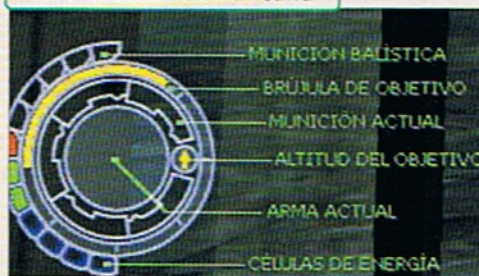 MUNICIÓN BALÍSTICA
BRÚJULA DE OBJETIVO
MUNICIÓN ACTUAL
ALTITUD DEL OBJETIVO
ARMA ACTUAL
CÉLULAS DE ENERGÍA